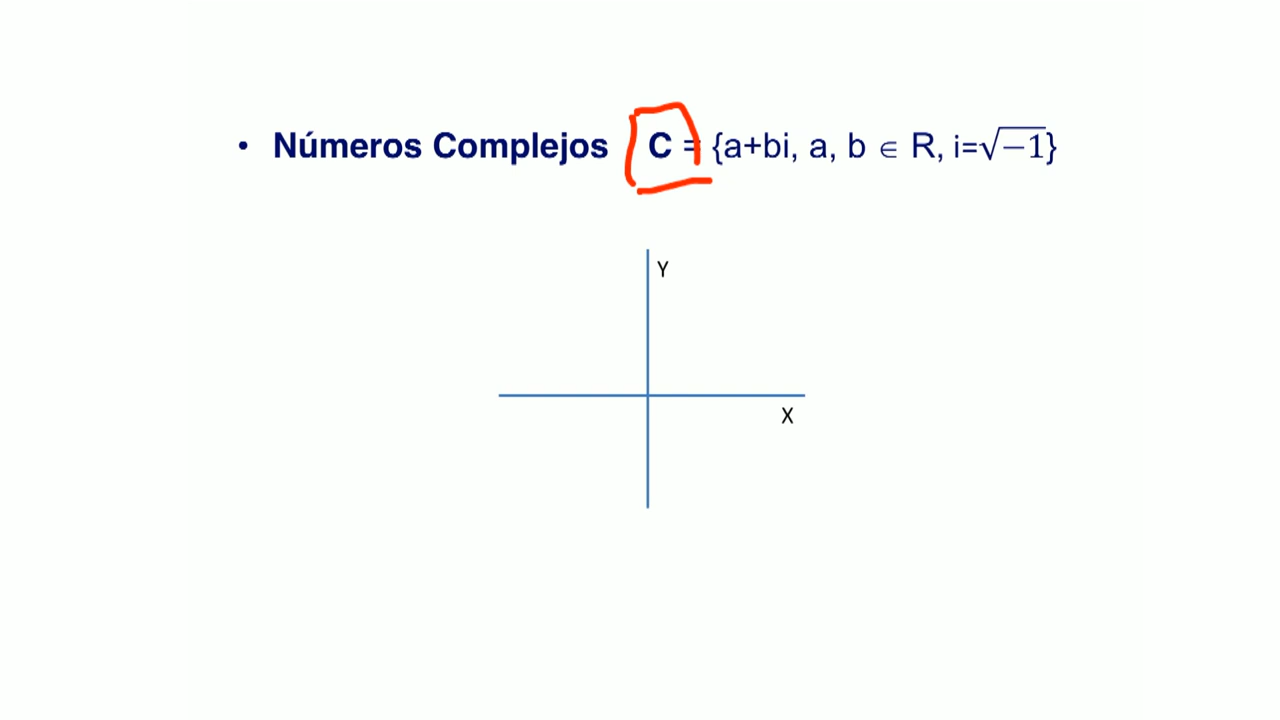 • Números Complejos C = {a+bi, a, b ∈ R, i=√−1}
Y
X